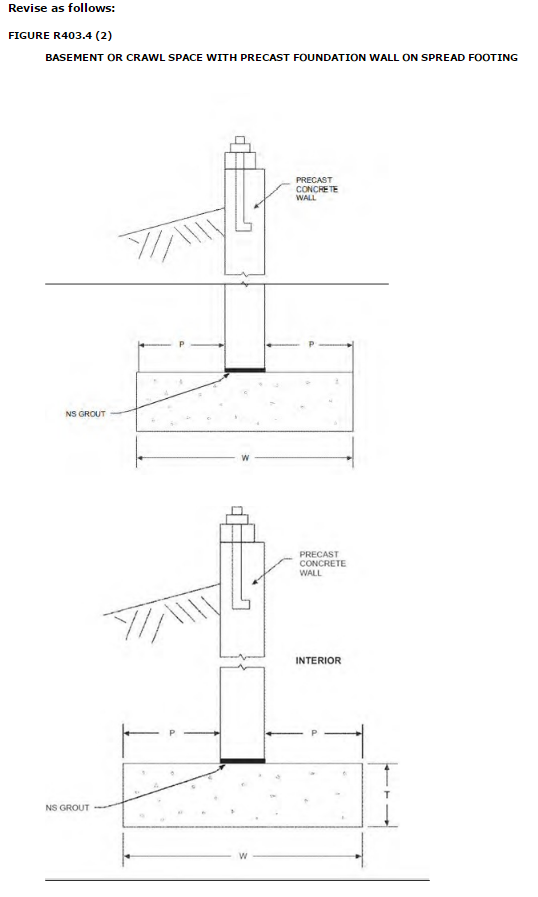 Revise as follows:
FIGURE R403.4 (2)
BASEMENT OR CRAWL SPACE WITH PRECAST FOUNDATION WALL ON SPREAD FOOTING
PRECAST
CONCRETE
WALL
P
P
NS GROUT
W
PRECAST
CONCRETE
WALL
INTERIOR
P
P
T
NS GROUT
W